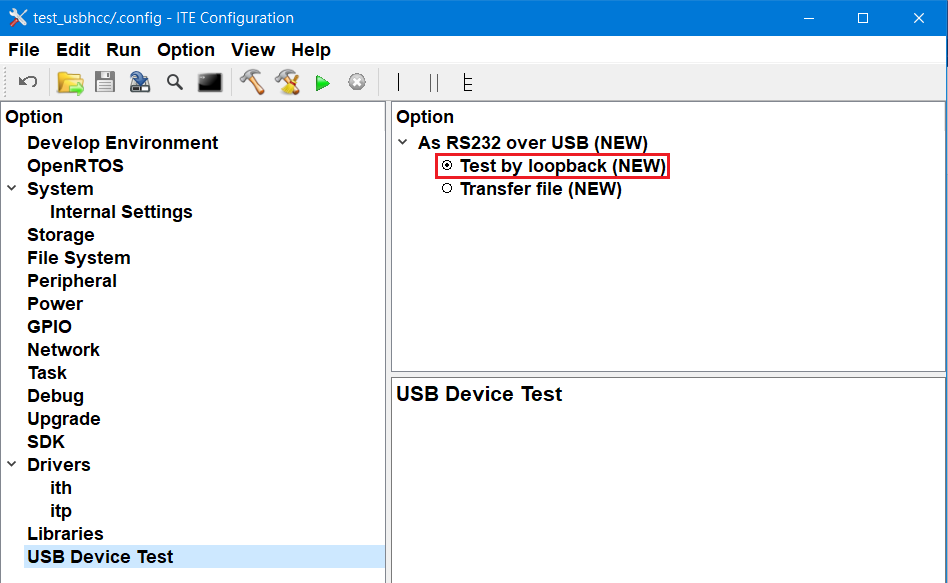 test_usbhcc/.config - ITE Configuration
File Edit Run Option View Help
Option
Develop Environment
OpenRTOS
System
Internal Settings
Storage
File System
Peripheral
Power
GPIO
Network
Task
Debug
Upgrade
SDK
Drivers
ith
itp
Libraries
USB Device Test
Option
As RS232 over USB (NEW)
Test by loopback (NEW)
Transfer file (NEW)
USB Device Test